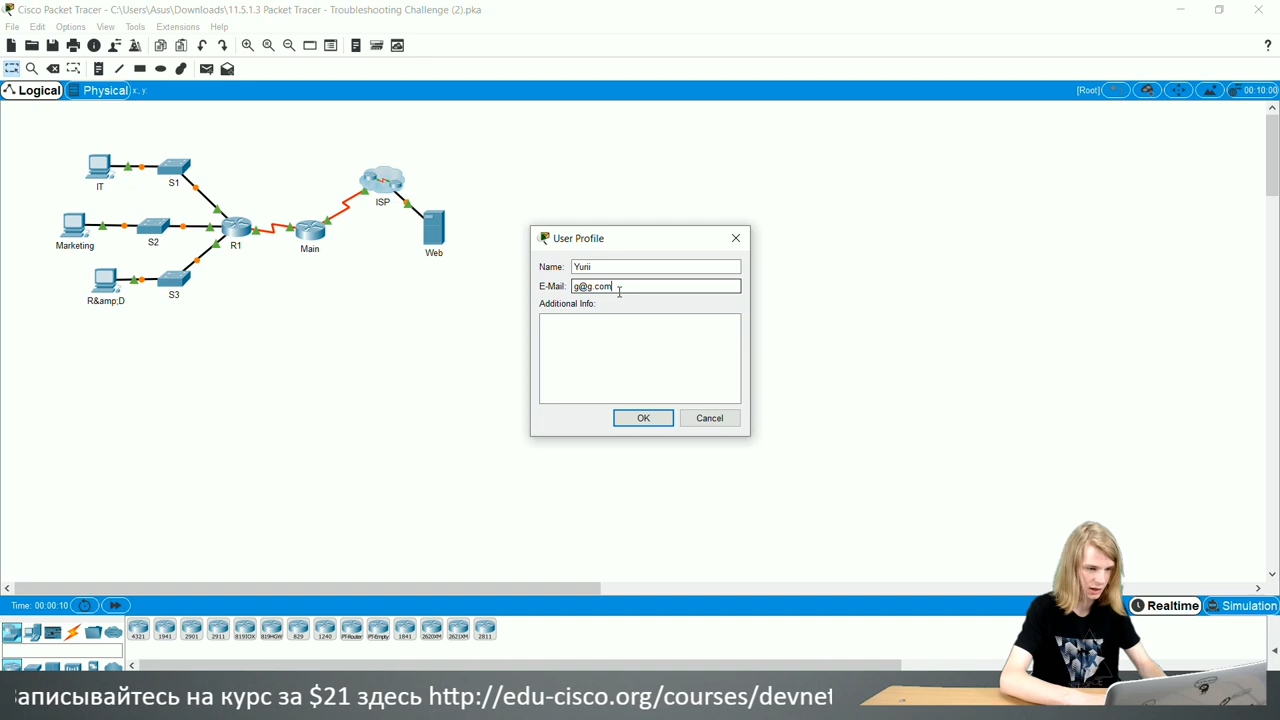 Cisco Packet Tracer - C:\Users\Asus\Downloads\11.5.1.3 Packet Tracer - Troubleshooting Challenge (2).pka
File Edit Options View Tools Extensions Help
?
Logical Physical x, y:
[Root] 00:10:00
IT
S1
Marketing
S2
R&amp;D
S3
R1
Main
ISP
Web
User Profile
Name: Yurii
E-Mail: g@g.com
Additional Info:
OK Cancel
Time: 00:00:10
Realtime Simulation
4321 1941 2901 2911 819IOX 819HGW 829 1240 PT-Router PT-Empty 1841 2620XM 2621XM 2811
записывайтесь на курс за $21 здесь http://edu-cisco.org/courses/devnet